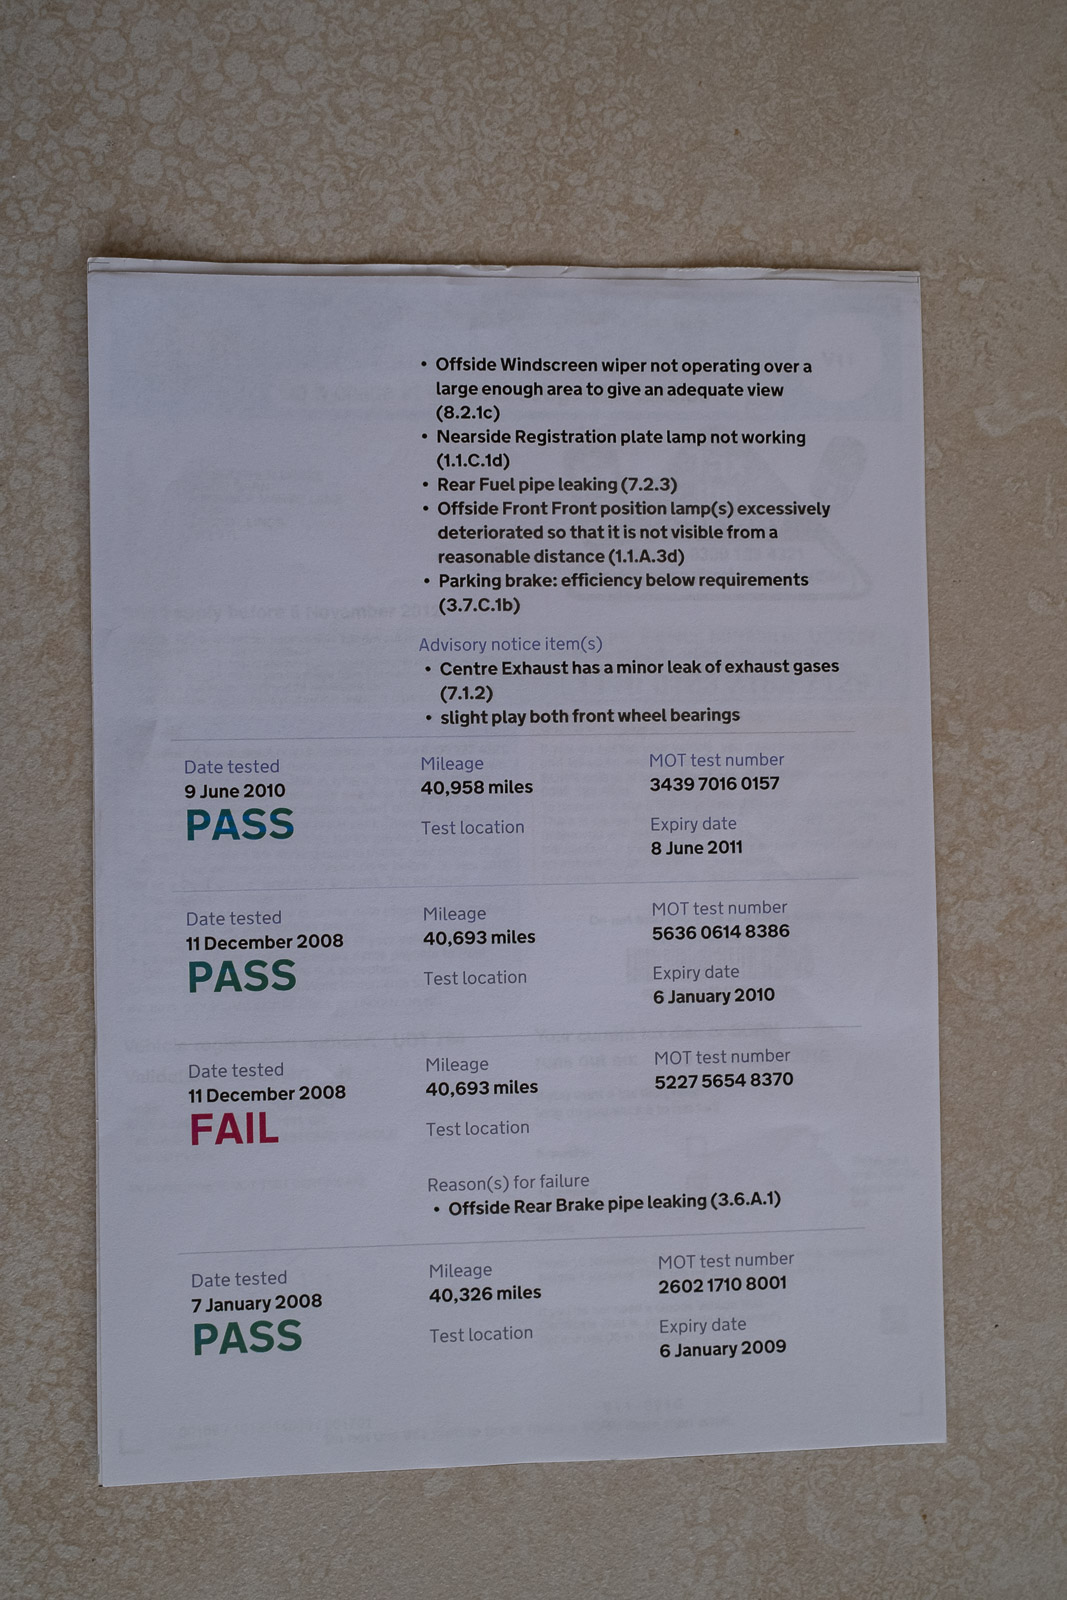 • Offside Windscreen wiper not operating over a
large enough area to give an adequate view
(8.2.1c)
• Nearside Registration plate lamp not working
(1.1.C.1d)
• Rear Fuel pipe leaking (7.2.3)
• Offside Front Front position lamp(s) excessively
deteriorated so that it is not visible from a
reasonable distance (1.1.A.3d)
• Parking brake: efficiency below requirements
(3.7.C.1b)
Advisory notice item(s)
• Centre Exhaust has a minor leak of exhaust gases
(7.1.2)
• slight play both front wheel bearings
Date tested
9 June 2010
PASS
Mileage
40,958 miles
Test location
MOT test number
3439 7016 0157
Expiry date
8 June 2011
Date tested
11 December 2008
PASS
Mileage
40,693 miles
Test location
MOT test number
5636 0614 8386
Expiry date
6 January 2010
Date tested
11 December 2008
FAIL
Mileage
40,693 miles
Test location
MOT test number
5227 5654 8370
Reason(s) for failure
• Offside Rear Brake pipe leaking (3.6.A.1)
Date tested
7 January 2008
PASS
Mileage
40,326 miles
Test location
MOT test number
2602 1710 8001
Expiry date
6 January 2009